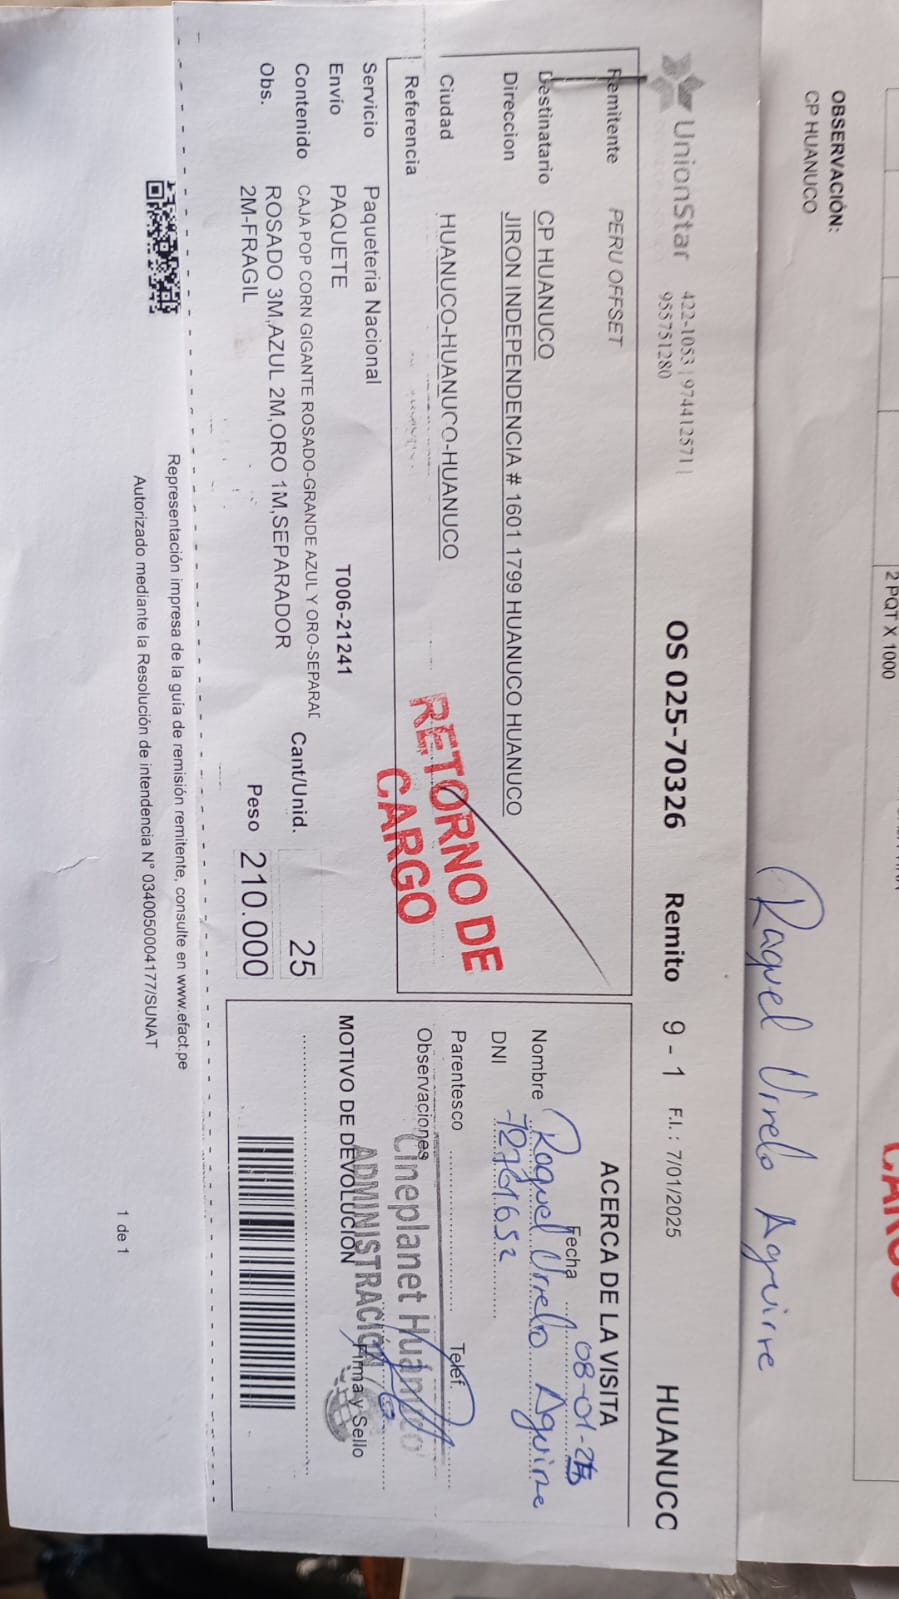 OBSERVACIÓN:
CP HUANUCO
2 PQT X 1000
Raquel Urrelo Aguirre
UnionStar
422-1053 | 974412571 |
955751280
OS 025-70326 Remito 9 - 1 F.I.: 7/01/2025 HUANUCC
Remitente PERU OFFSET
Destinatario CP HUANUCO
Direccion JIRON INDEPENDENCIA # 1601 1799 HUANUCO HUANUCO
Ciudad HUANUCO-HUANUCO-HUANUCO
Referencia
RETORNO DE
CARGO
Servicio Paqueteria Nacional
Envio PAQUETE T006-21241
Contenido CAJA POP CORN GIGANTE ROSADO-GRANDE AZUL Y ORO-SEPARAD
Cant/Unid. 25
Obs. ROSADO 3M,AZUL 2M,ORO 1M,SEPARADOR
2M-FRAGIL
Peso 210.000
ACERCA DE LA VISITA
Fecha 08-01-25
Nombre Raquel Urrelo Aguirre
DNI 72761652
Parentesco Telef.
Observaciones
Cineplanet Huánuco
ADMINISTRACIÓN
MOTIVO DE DEVOLUCIÓN
Firma y Sello
Representación impresa de la guía de remisión remitente, consulte en www.efact.pe
Autorizado mediante la Resolución de intendencia N° 0340050004177/SUNAT
1 de 1